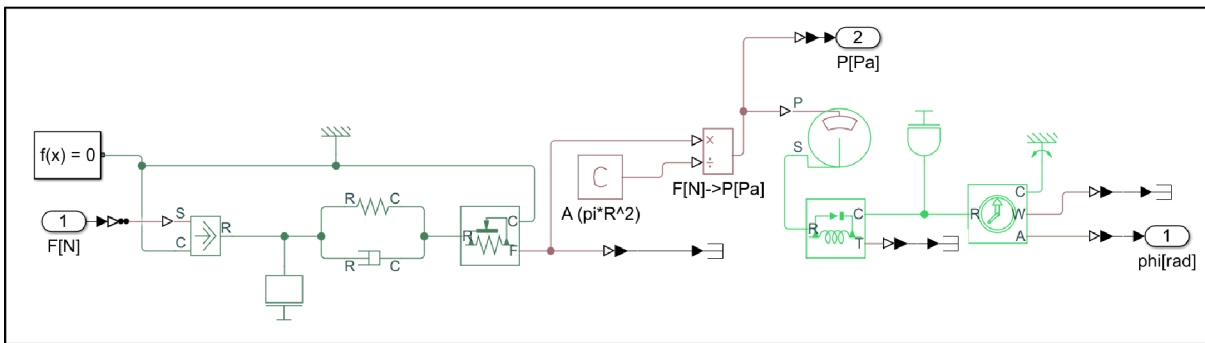 2
P[Pa]
P
S
f(x) = 0
C
×
÷
C
F[N]->P[Pa]
A (pi*R^2)
1
F[N]
S
C
R
R
C
R
C
R
C
F
R
C
T
R
C
W
A
1
phi[rad]